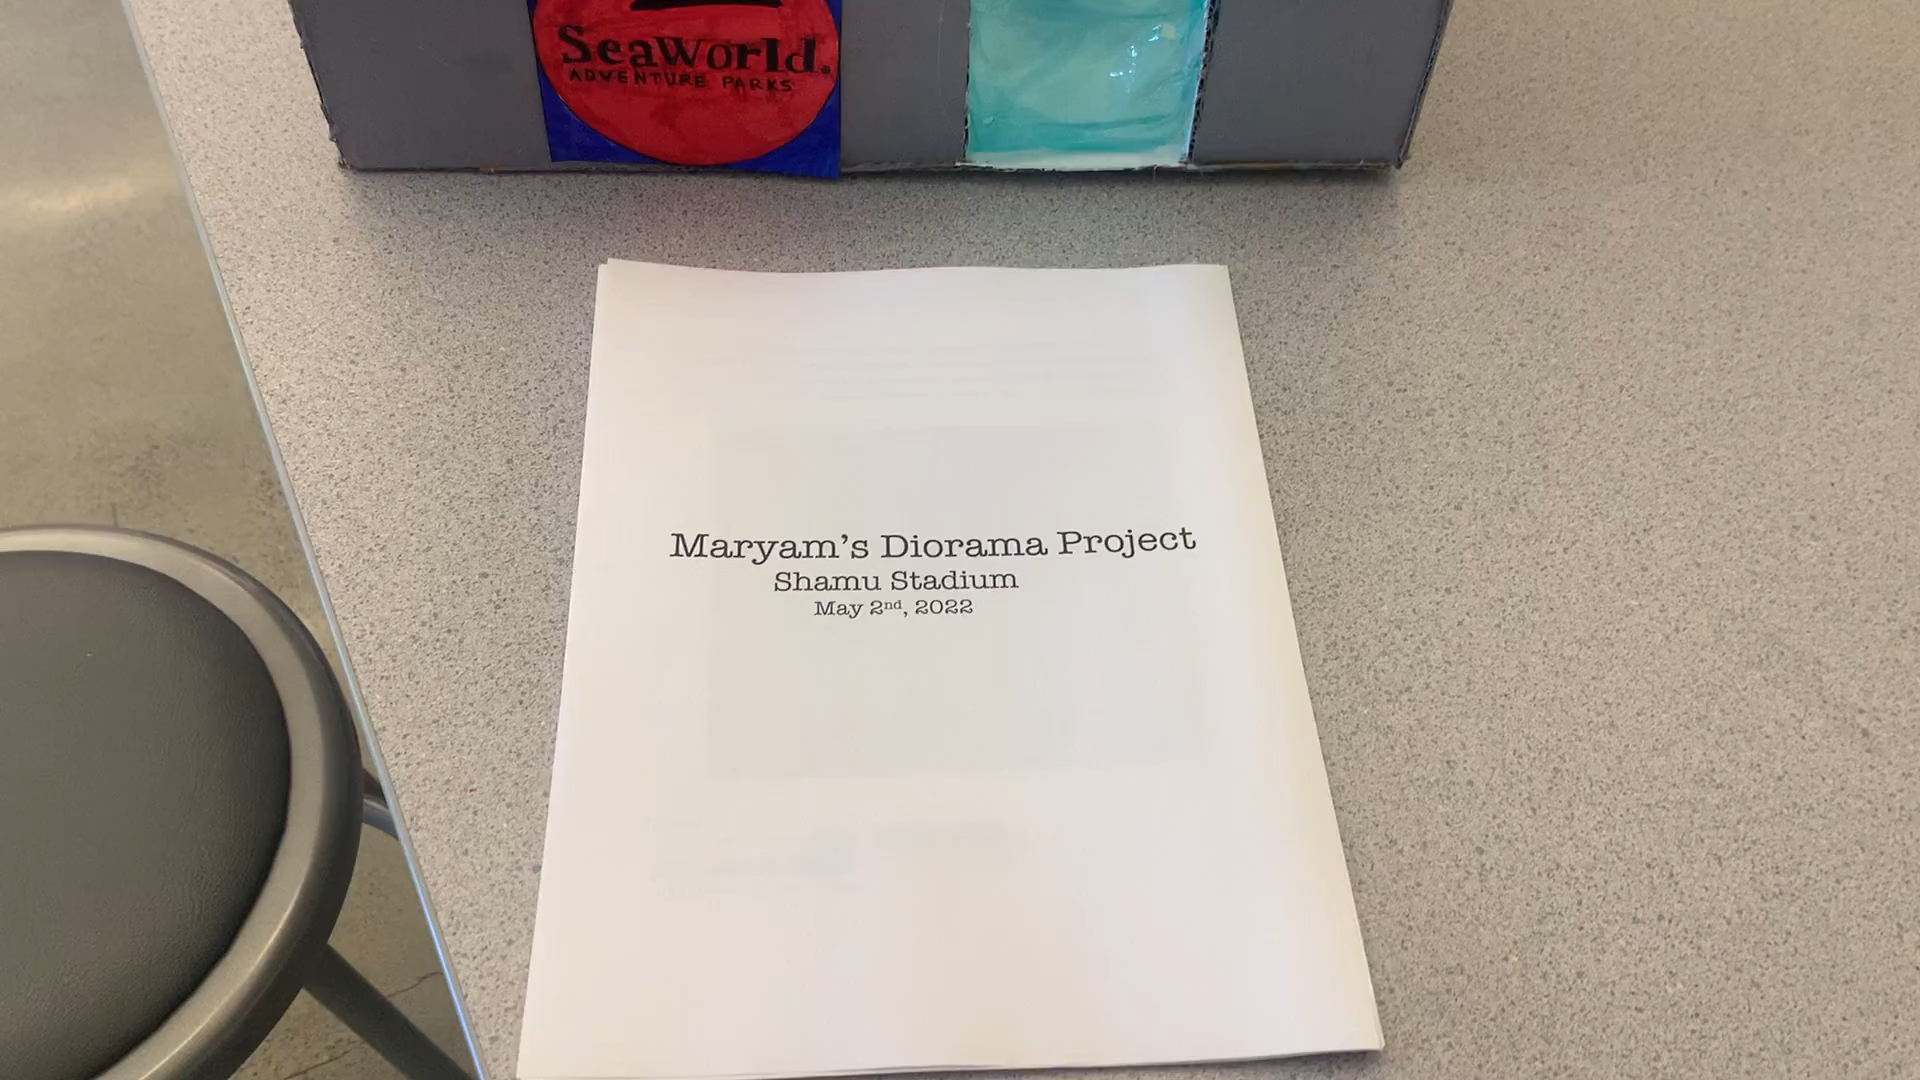 SeaWorld.
ADVENTURE PARKS
Maryam's Diorama Project
Shamu Stadium
May 2nd, 2022